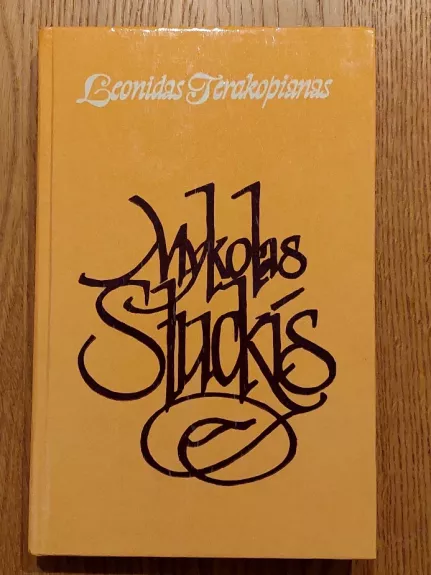 Leonidas Terakopianas
Mykolas
Sluckis